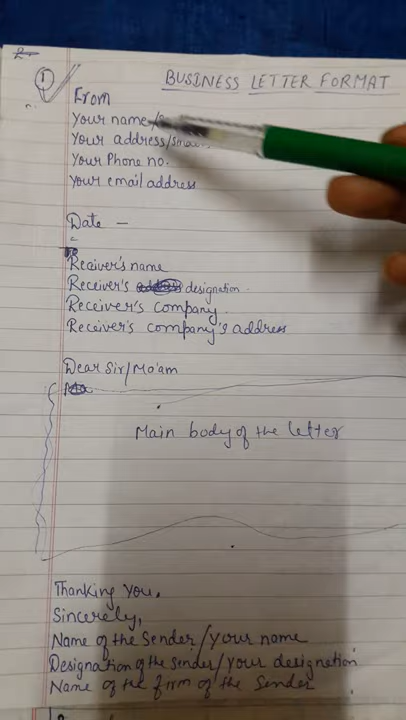 ① BUSINESS LETTER FORMAT
From
Your name/
Your address/
Your Phone no.
Your email address
Date –
Reciver's name
Receiver's designation.
Receiver's company
Receiver's company's address
Dear Sir/Ma'am
Main body of the letter
Thanking You,
Sincerely,
Name of the Sender/your name
Designation of the Sender/your designation
Name of the firm of the Sender